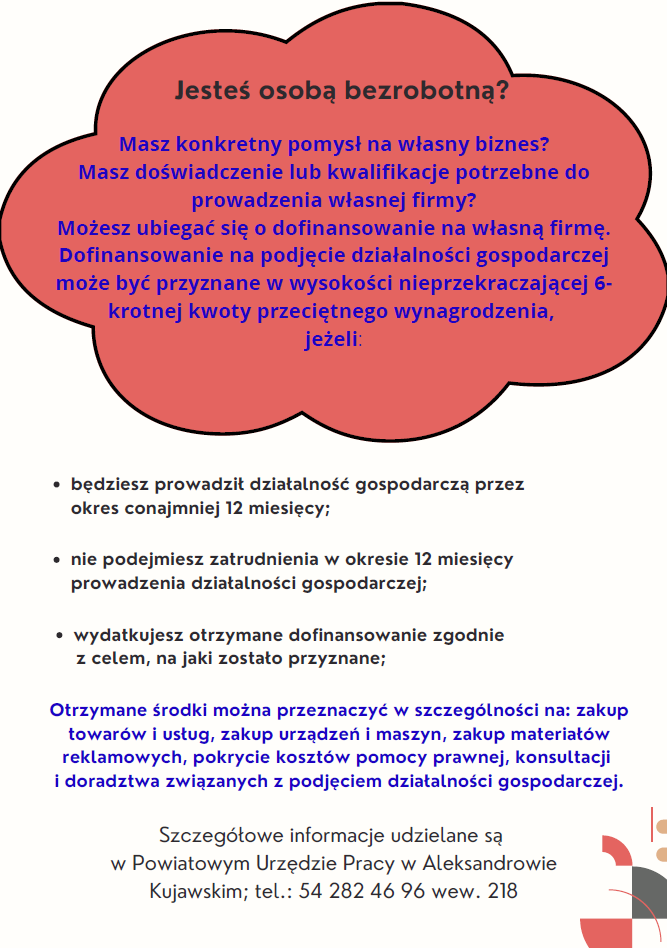 Jesteś osobą bezrobotną?
Masz konkretny pomysł na własny biznes?
Masz doświadczenie lub kwalifikacje potrzebne do
prowadzenia własnej firmy?
Możesz ubiegać się o dofinansowanie na własną firmę.
Dofinansowanie na podjęcie działalności gospodarczej
może być przyznane w wysokości nieprzekraczającej 6-
krotnej kwoty przeciętnego wynagrodzenia,
jeżeli:
• będziesz prowadził działalność gospodarczą przez
okres conajmniej 12 miesięcy;
• nie podejmiesz zatrudnienia w okresie 12 miesięcy
prowadzenia działalności gospodarczej;
• wydatkujesz otrzymane dofinansowanie zgodnie
z celem, na jaki zostało przyznane;
Otrzymane środki można przeznaczyć w szczególności na: zakup
towarów i usług, zakup urządzeń i maszyn, zakup materiałów
reklamowych, pokrycie kosztów pomocy prawnej, konsultacji
i doradztwa związanych z podjęciem działalności gospodarczej.
Szczegółowe informacje udzielane są
w Powiatowym Urzędzie Pracy w Aleksandrowie
Kujawskim; tel.: 54 282 46 96 wew. 218